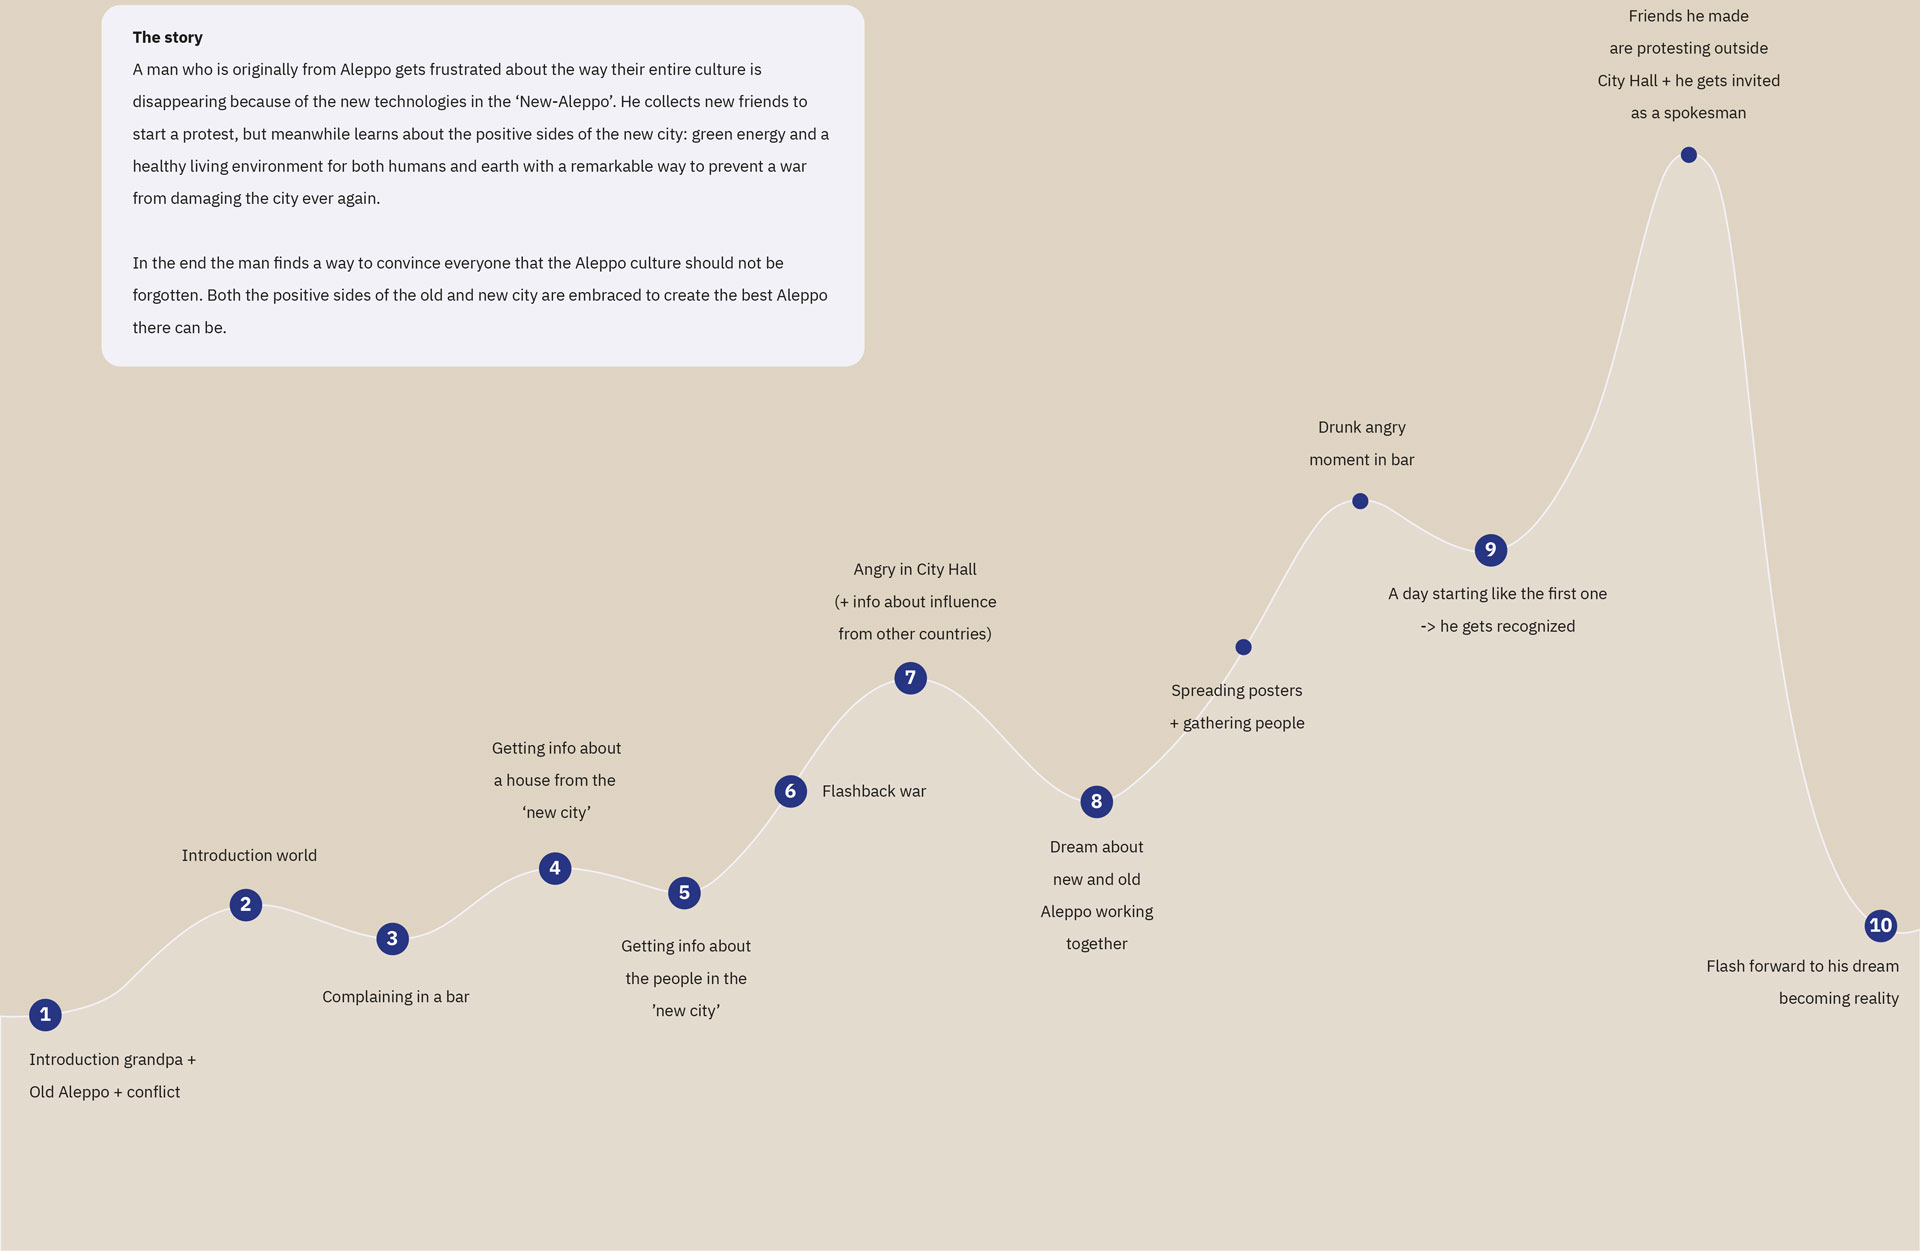 The story
A man who is originally from Aleppo gets frustrated about the way their entire culture is
disappearing because of the new technologies in the ‘New-Aleppo’. He collects new friends to
start a protest, but meanwhile learns about the positive sides of the new city: green energy and a
healthy living environment for both humans and earth with a remarkable way to prevent a war
from damaging the city ever again.
In the end the man finds a way to convince everyone that the Aleppo culture should not be
forgotten. Both the positive sides of the old and new city are embraced to create the best Aleppo
there can be.
1
Introduction grandpa +
Old Aleppo + conflict
Introduction world
2
3
Complaining in a bar
Getting info about
a house from the
‘new city’
4
5
Getting info about
the people in the
’new city’
6
Flashback war
Angry in City Hall
(+ info about influence
from other countries)
7
8
Dream about
new and old
Aleppo working
together
Spreading posters
+ gathering people
Drunk angry
moment in bar
9
A day starting like the first one
-> he gets recognized
Friends he made
are protesting outside
City Hall + he gets invited
as a spokesman
10
Flash forward to his dream
becoming reality